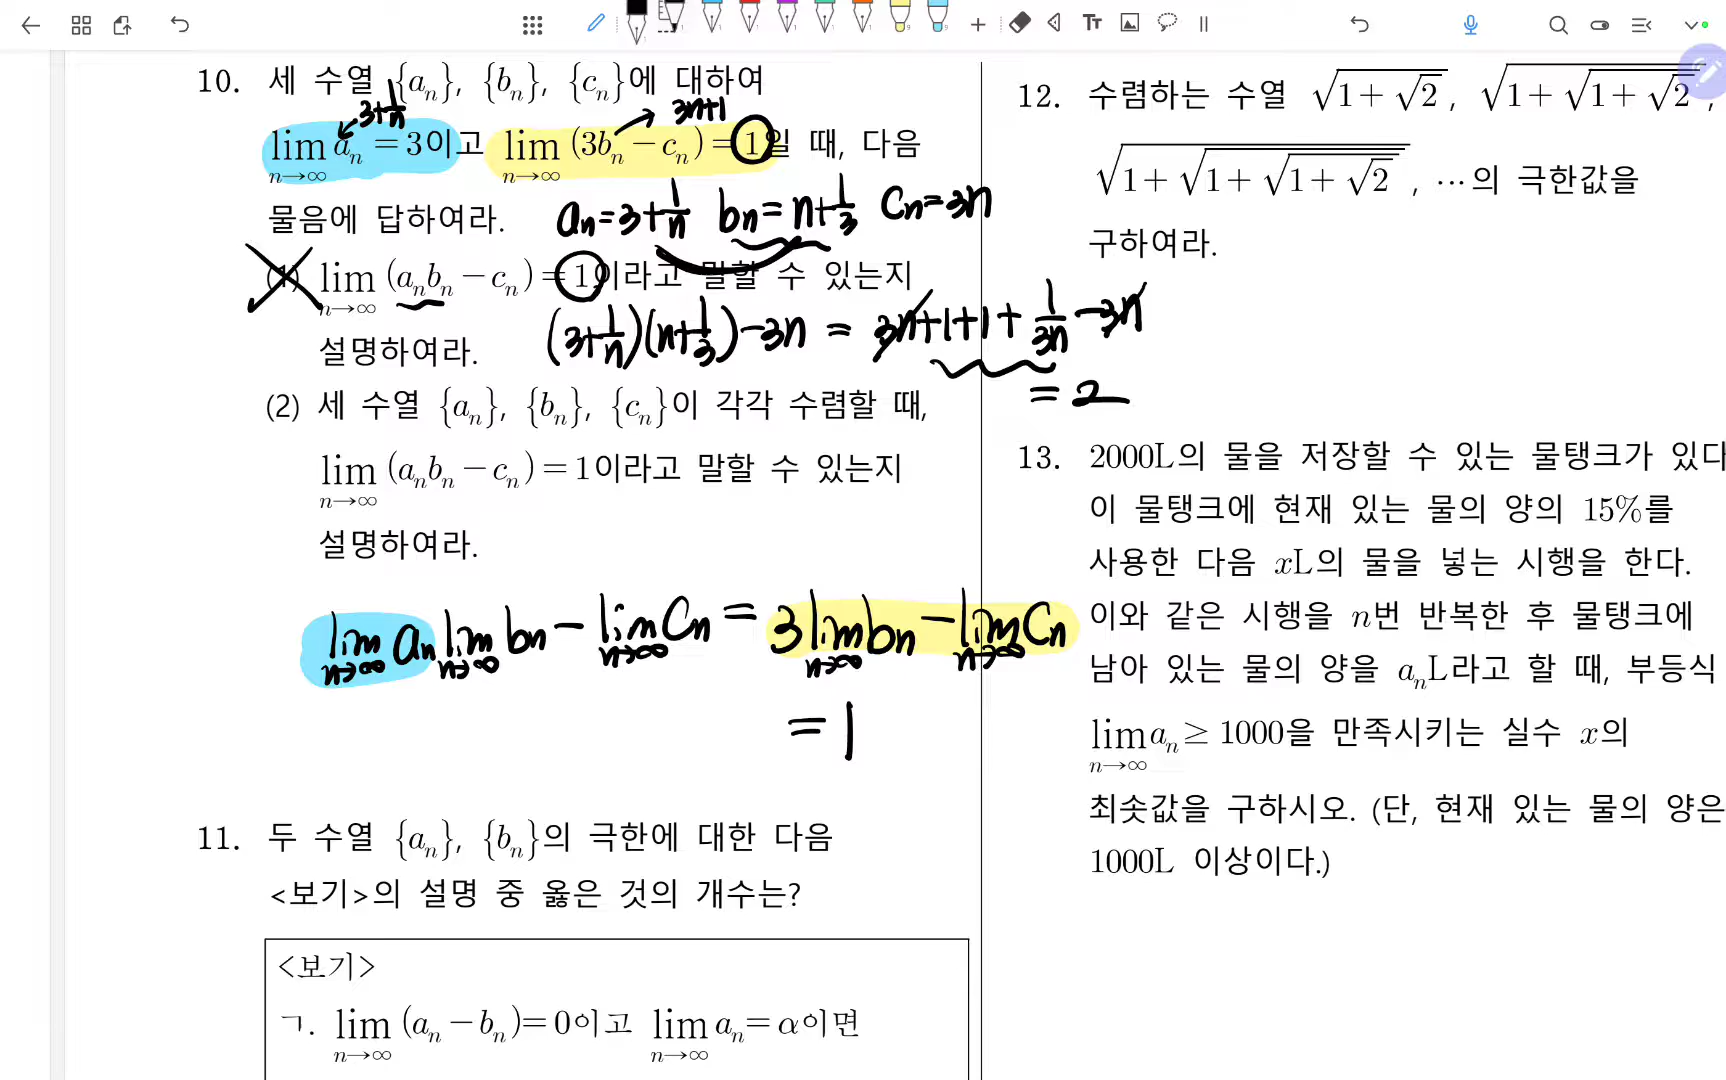 10. 세 수열 {aₙ}, {bₙ}, {cₙ}에 대하여
3+1/n
3n+1
lim n→∞ aₙ = 3이고 lim n→∞ (3bₙ − cₙ) = 1일 때, 다음
물음에 답하여라.
aₙ = 3+1/n bₙ = n+1/3 cₙ = 3n
(1) lim n→∞ (aₙbₙ − cₙ) = 1이라고 말할 수 있는지
설명하여라.
(3+1/n)(n+1/3) − 3n = 3n+1+1+1/3n − 3n
= 2
(2) 세 수열 {aₙ}, {bₙ}, {cₙ}이 각각 수렴할 때,
lim n→∞ (aₙbₙ − cₙ) = 1이라고 말할 수 있는지
설명하여라.
lim n→∞ aₙ lim n→∞ bₙ − lim n→∞ Cₙ = 3 lim n→∞ bₙ − lim n→∞ Cₙ
= 1
11. 두 수열 {aₙ}, {bₙ}의 극한에 대한 다음
<보기>의 설명 중 옳은 것의 개수는?
<보기>
ㄱ. lim n→∞ (aₙ − bₙ) = 0이고 lim n→∞ aₙ = α이면
12. 수렴하는 수열 √(1+√2), √(1+√(1+√2)),
√(1+√(1+√(1+√2))), ⋯의 극한값을
구하여라.
13. 2000L의 물을 저장할 수 있는 물탱크가 있다
이 물탱크에 현재 있는 물의 양의 15%를
사용한 다음 xL의 물을 넣는 시행을 한다.
이와 같은 시행을 n번 반복한 후 물탱크에
남아 있는 물의 양을 aₙL라고 할 때, 부등식
lim n→∞ aₙ ≥ 1000을 만족시키는 실수 x의
최솟값을 구하시오. (단, 현재 있는 물의 양은
1000L 이상이다.)